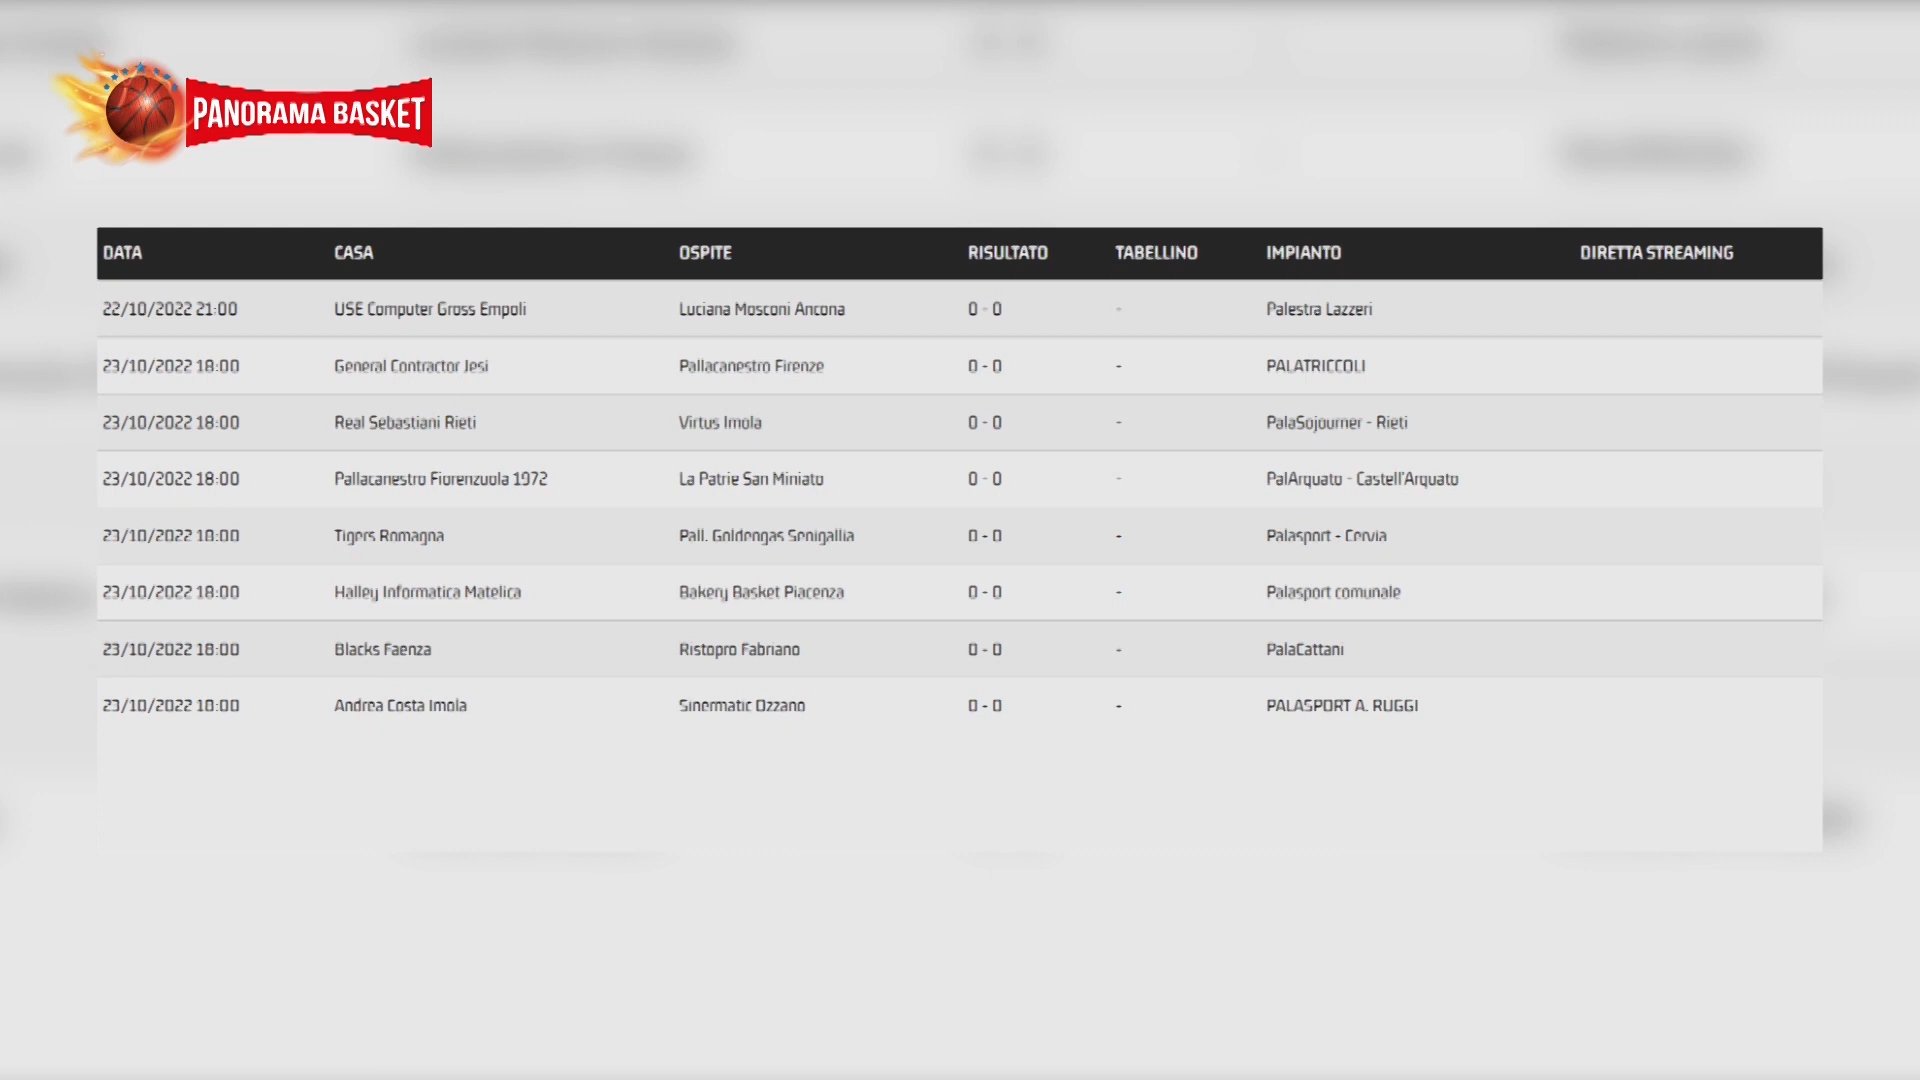 PANORAMA BASKET
DATA CASA OSPITE RISULTATO TABELLINO IMPIANTO DIRETTA STREAMING
22/10/2022 21:00 USE Computer Gross Empoli Luciana Mosconi Ancona 0 - 0 - Palestra Lazzeri
23/10/2022 18:00 General Contractor Jesi Pallacanestro Firenze 0 - 0 - PALATRICCOLI
23/10/2022 18:00 Real Sebastiani Rieti Virtus Imola 0 - 0 - PalaSojourner - Rieti
23/10/2022 18:00 Pallacanestro Fiorenzuola 1972 La Patrie San Miniato 0 - 0 - PalArquato - Castell'Arquato
23/10/2022 18:00 Tigers Romagna Pall. Goldengas Senigallia 0 - 0 - Palasport - Cervia
23/10/2022 18:00 Halley Informatica Matelica Bakery Basket Piacenza 0 - 0 - Palasport comunale
23/10/2022 18:00 Blacks Faenza Ristopro Fabriano 0 - 0 - PalaCattani
23/10/2022 18:00 Andrea Costa Imola Sinermatic Ozzano 0 - 0 - PALASPORT A. RUGGI